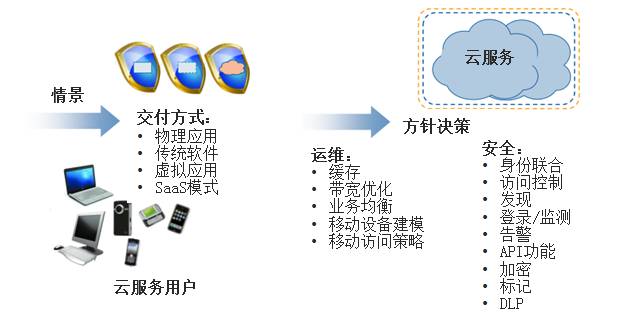 情景
交付方式：
• 物理应用
• 传统软件
• 虚拟应用
• SaaS模式
云服务用户
云服务
方针决策
运维：
• 缓存
• 带宽优化
• 业务均衡
• 移动设备建模
• 移动访问策略
安全：
• 身份联合
• 访问控制
• 发现
• 登录/监测
• 告警
• API功能
• 加密
• 标记
• DLP